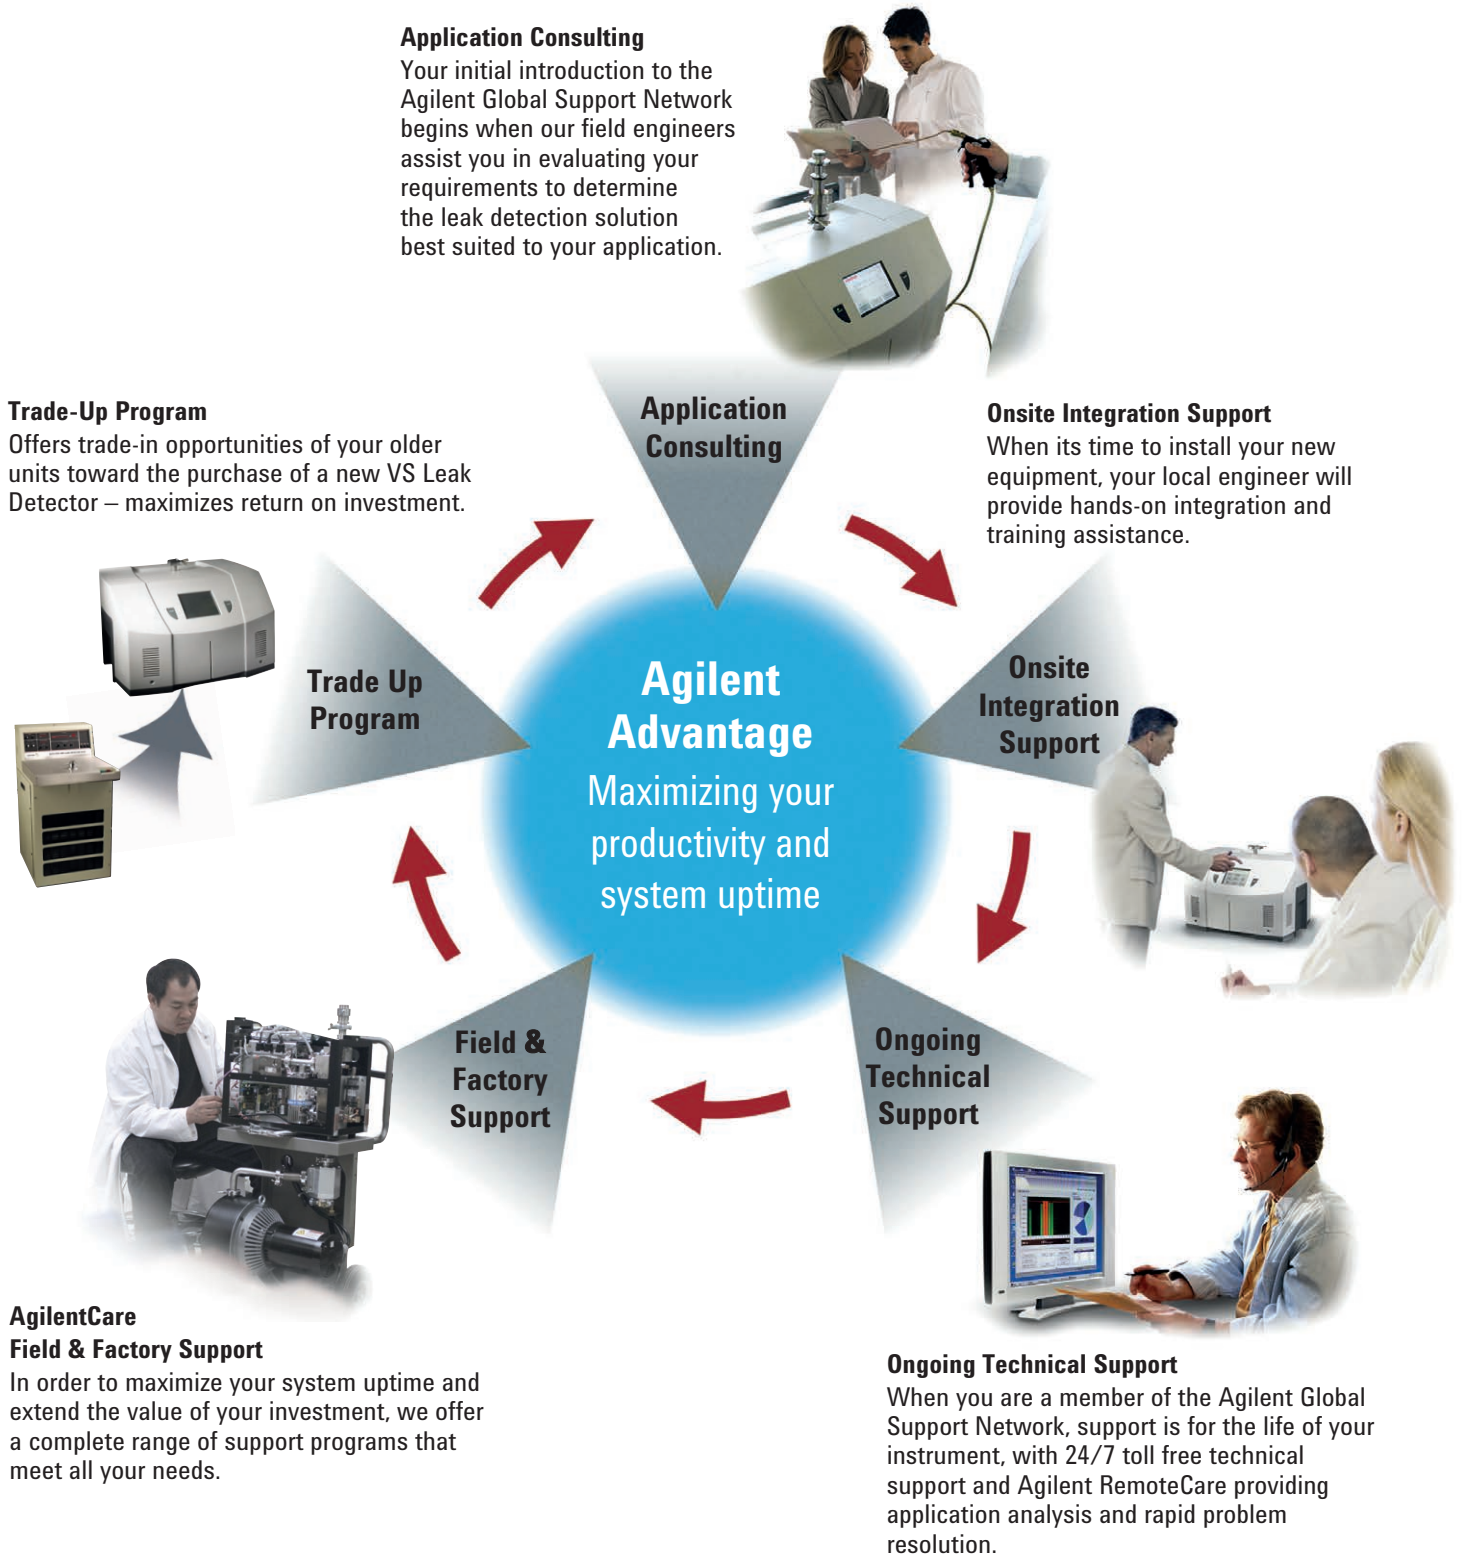 Application Consulting
Your initial introduction to the
Agilent Global Support Network
begins when our field engineers
assist you in evaluating your
requirements to determine
the leak detection solution
best suited to your application.
Trade-Up Program
Offers trade-in opportunities of your older
units toward the purchase of a new VS Leak
Detector – maximizes return on investment.
Application
Consulting
Onsite Integration Support
When its time to install your new
equipment, your local engineer will
provide hands-on integration and
training assistance.
Trade Up
Program
Agilent
Advantage
Maximizing your
productivity and
system uptime
Onsite
Integration
Support
Field &
Factory
Support
Ongoing
Technical
Support
AgilentCare
Field & Factory Support
In order to maximize your system uptime and
extend the value of your investment, we offer
a complete range of support programs that
meet all your needs.
Ongoing Technical Support
When you are a member of the Agilent Global
Support Network, support is for the life of your
instrument, with 24/7 toll free technical
support and Agilent RemoteCare providing
application analysis and rapid problem
resolution.